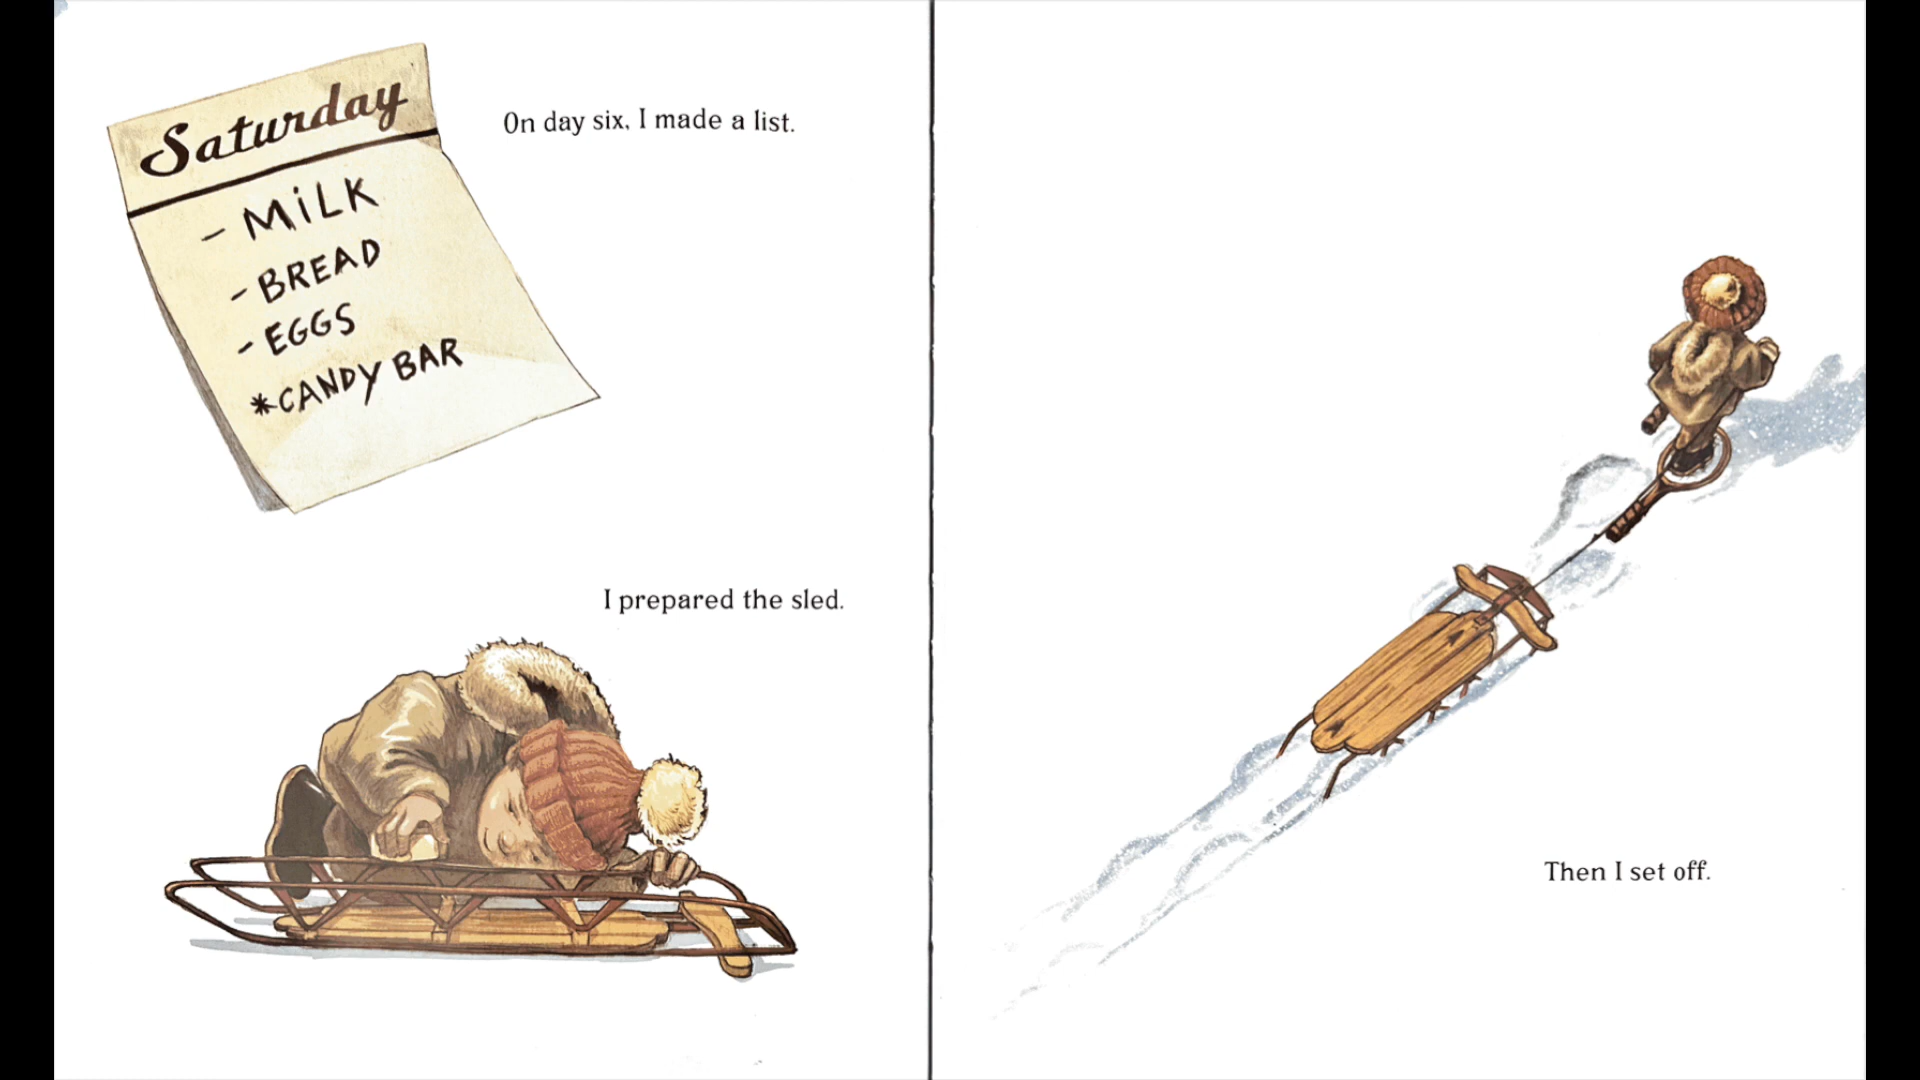 Saturday
- MiLK
- BREAD
- EGGS
*CANDY BAR
On day six, I made a list.
I prepared the sled.
Then I set off.